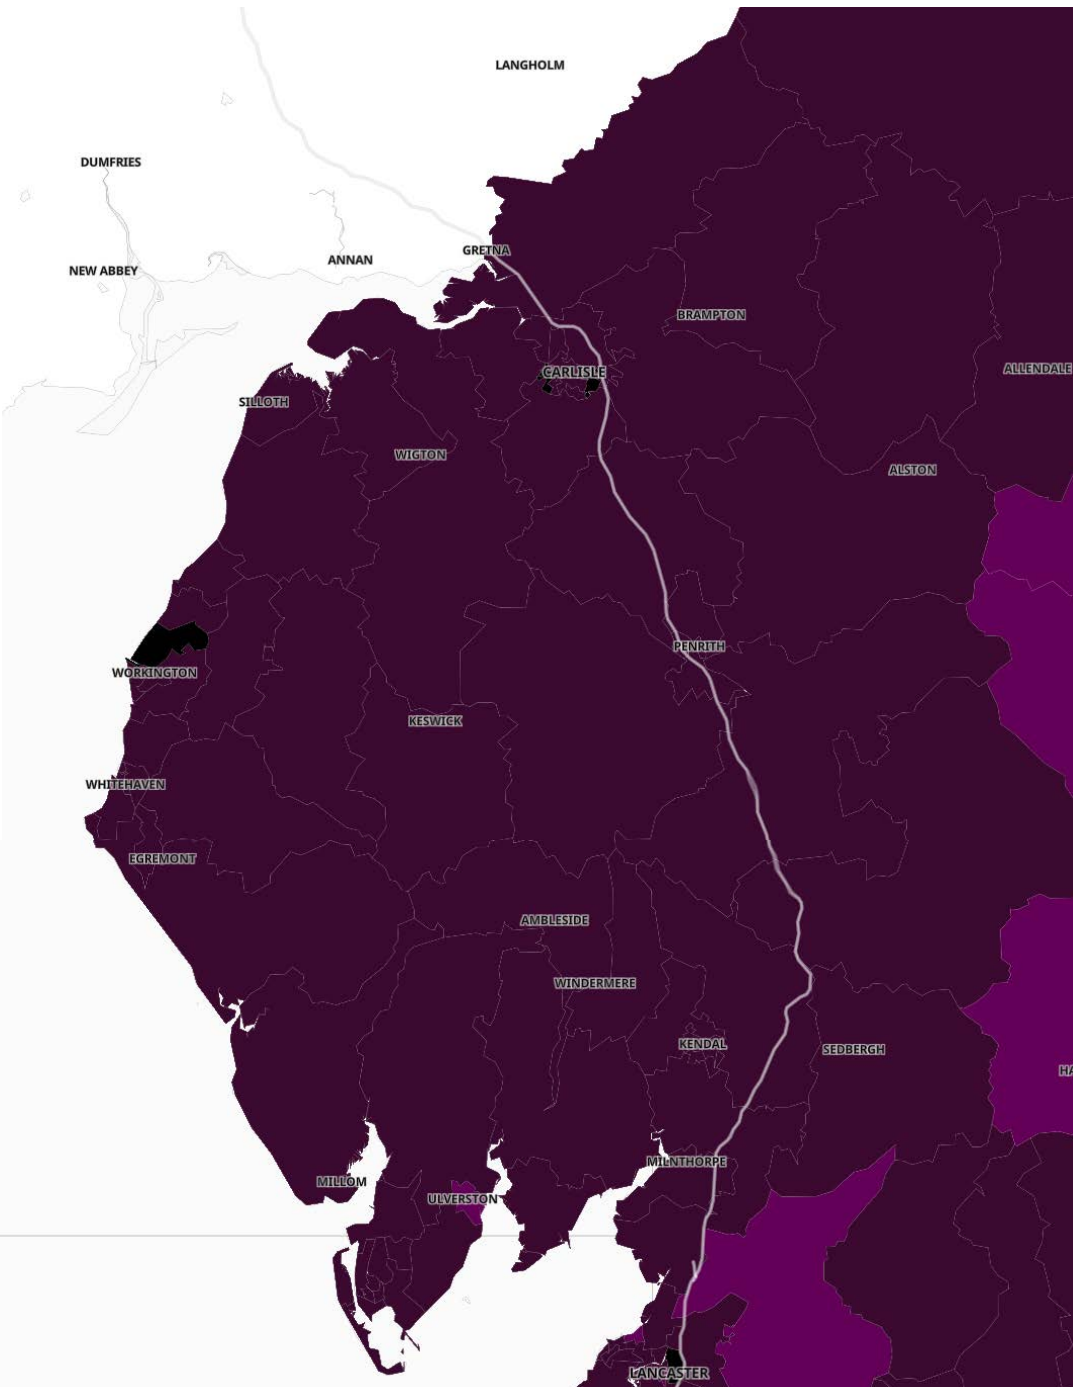 LANGHOLM
DUMFRIES
GRETNA
ANNAN
NEW ABBEY
BRAMPTON
ALLENDALE
CARLISLE
SILLOTH
WIGTON
ALSTON
PENRITH
WORKINGTON
KESWICK
WHITEHAVEN
EGREMONT
AMBLESIDE
WINDERMERE
KENDAL
SEDBERGH
HA
MILNTHORPE
MILLOM
ULVERSTON
LANCASTER